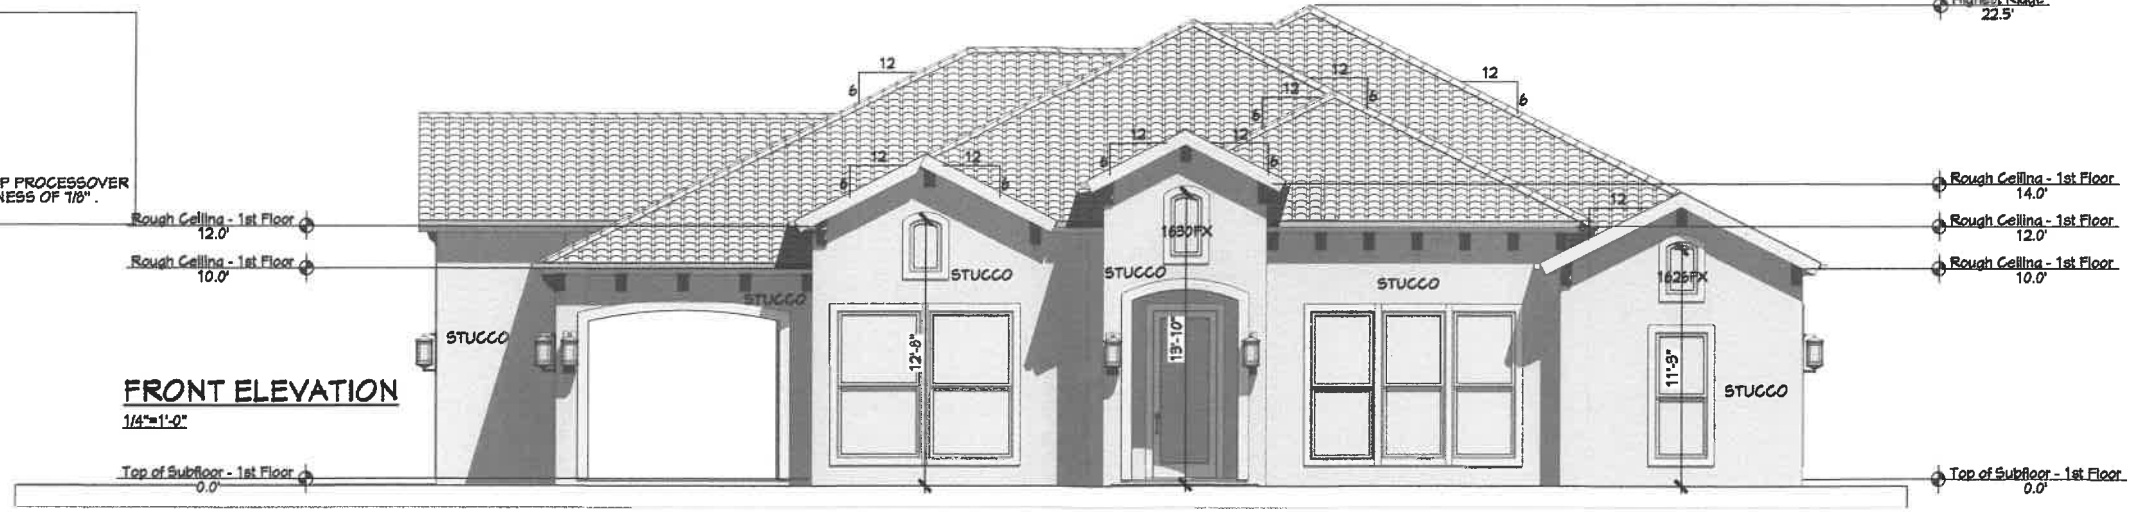 Highest Ridge
22.5'
12
6
12
6
12
6
12
6
12
6
12
6
12
6
12
6
12
P PROCESSOVER
NESS OF 7/8" .
Rough Ceiling - 1st Floor
14.0'
Rough Ceiling - 1st Floor
12.0'
Rough Ceiling - 1st Floor
12.0'
Rough Ceiling - 1st Floor
10.0'
Rough Ceiling - 1st Floor
10.0'
1630FX
STUCCO
STUCCO
1626FX
STUCCO
STUCCO
STUCCO
12'-8"
13'-10"
11'-9"
STUCCO
FRONT ELEVATION
1/4"=1'-0"
Top of Subfloor - 1st Floor
0.0'
Top of Subfloor - 1st Floor
0.0'